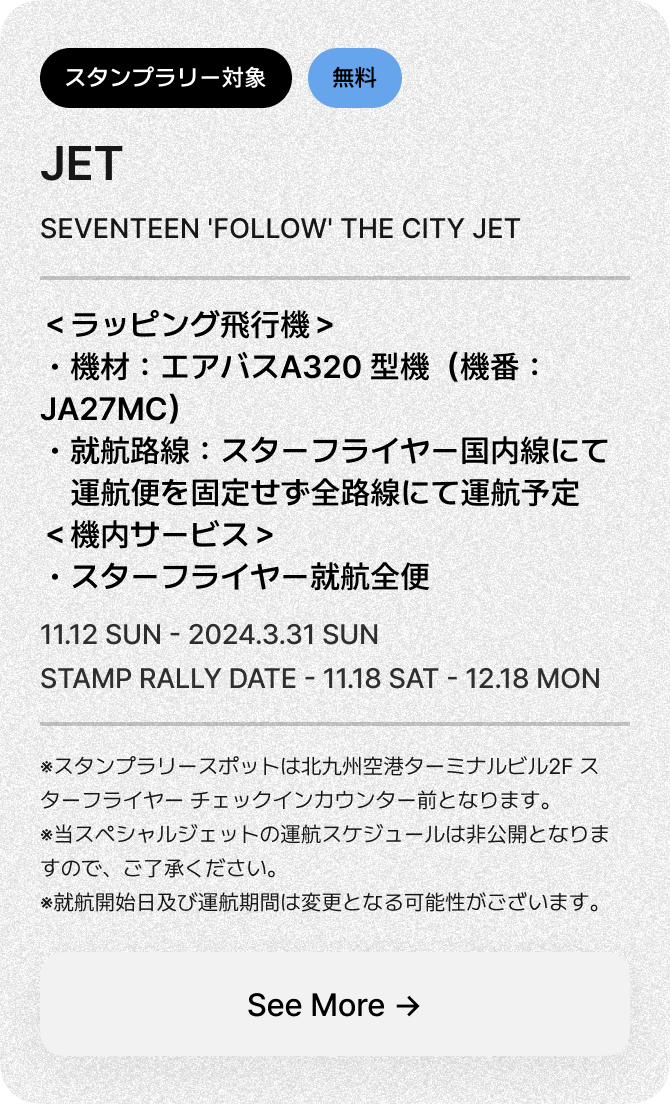 スタンプラリー対象 無料
JET
SEVENTEEN 'FOLLOW' THE CITY JET
＜ラッピング飛行機＞
・機材：エアバスA320 型機（機番：
JA27MC）
・就航路線：スターフライヤー国内線にて
　運航便を固定せず全路線にて運航予定
＜機内サービス＞
・スターフライヤー就航全便
11.12 SUN - 2024.3.31 SUN
STAMP RALLY DATE - 11.18 SAT - 12.18 MON
※スタンプラリースポットは北九州空港ターミナルビル2F ス
ターフライヤー チェックインカウンター前となります。
※当スペシャルジェットの運航スケジュールは非公開となりま
すので、ご了承ください。
※就航開始日及び運航期間は変更となる可能性がございます。
See More →